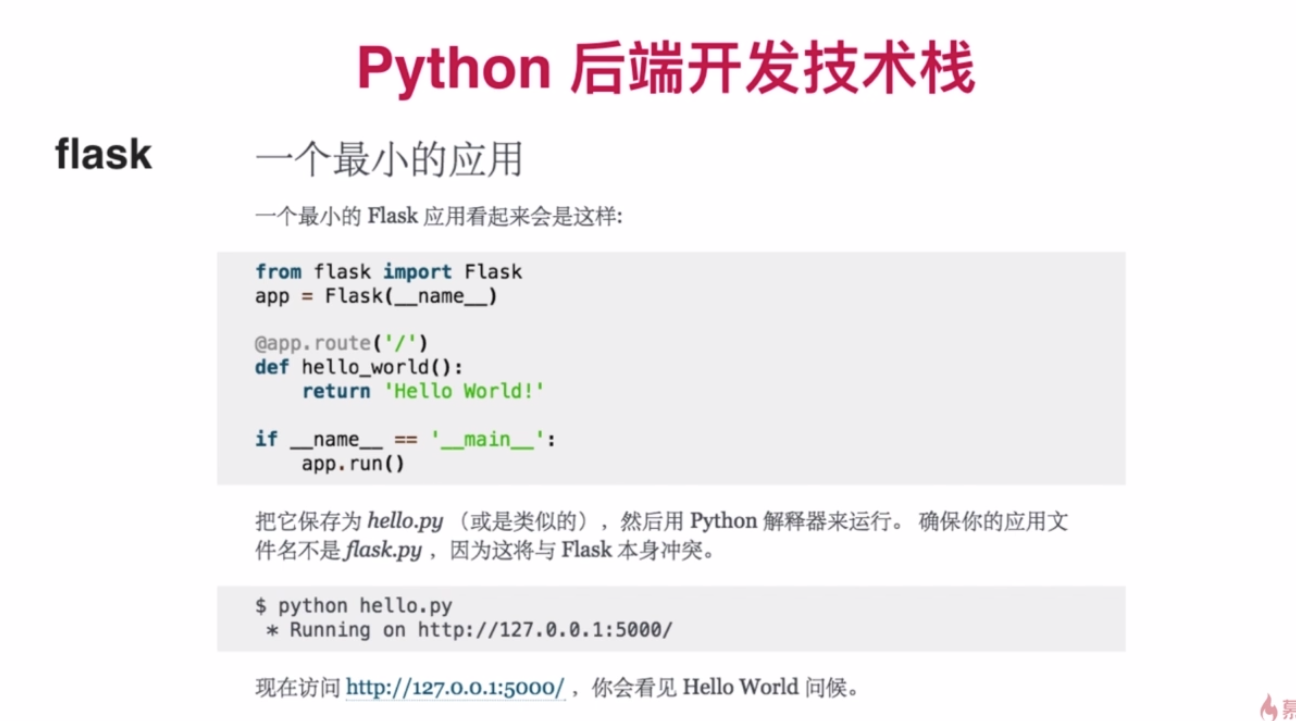 Python 后端开发技术栈
flask
一个最小的应用
一个最小的 Flask 应用看起来会是这样:
from flask import Flask
app = Flask(__name__)
@app.route('/')
def hello_world():
    return 'Hello World!'
if __name__ == '__main__':
    app.run()
把它保存为 hello.py （或是类似的）, 然后用 Python 解释器来运行。 确保你的应用文
件名不是 flask.py ，因为这将与 Flask 本身冲突。
$ python hello.py
 * Running on http://127.0.0.1:5000/
现在访问 http://127.0.0.1:5000/ ，你会看见 Hello World 问候。